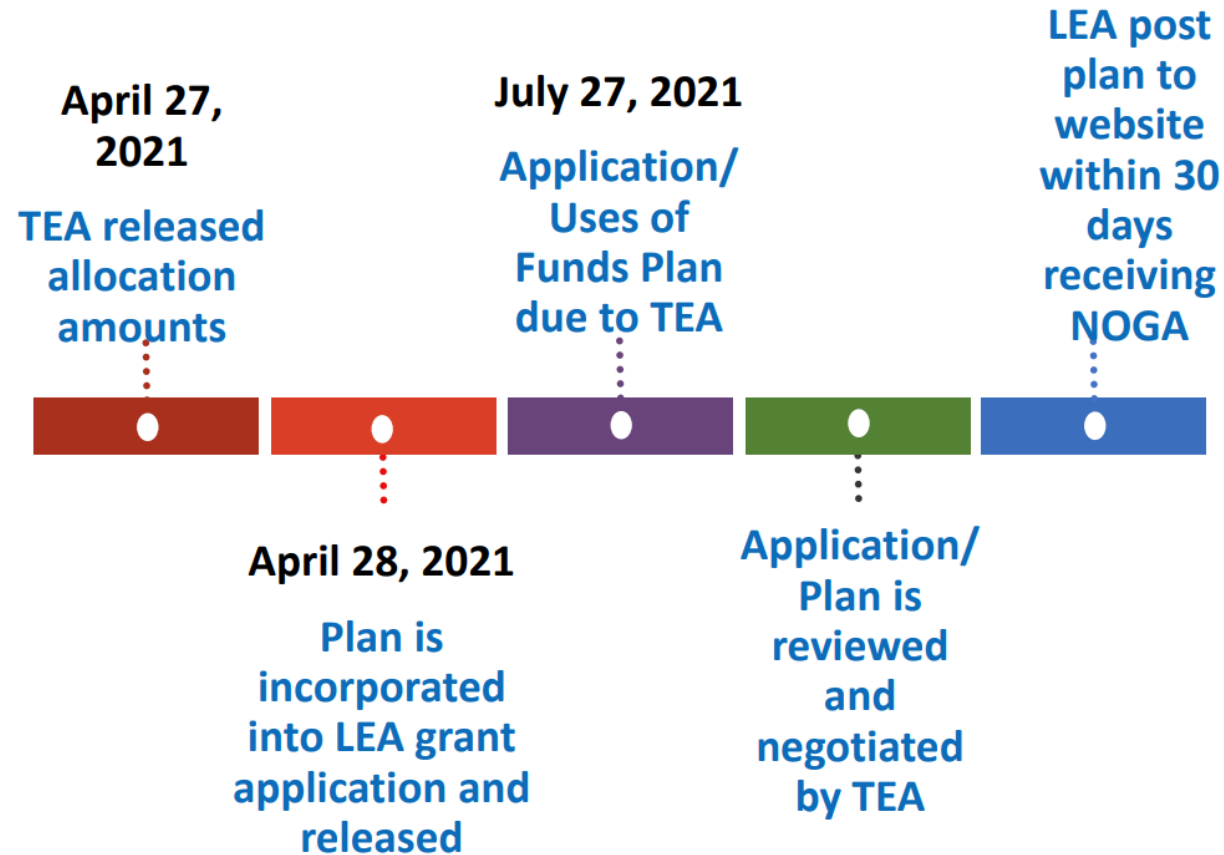 April 27,
2021
TEA released
allocation
amounts
April 28, 2021
Plan is
incorporated
into LEA grant
application and
released
July 27, 2021
Application/
Uses of
Funds Plan
due to TEA
Application/
Plan is
reviewed
and
negotiated
by TEA
LEA post
plan to
website
within 30
days
receiving
NOGA